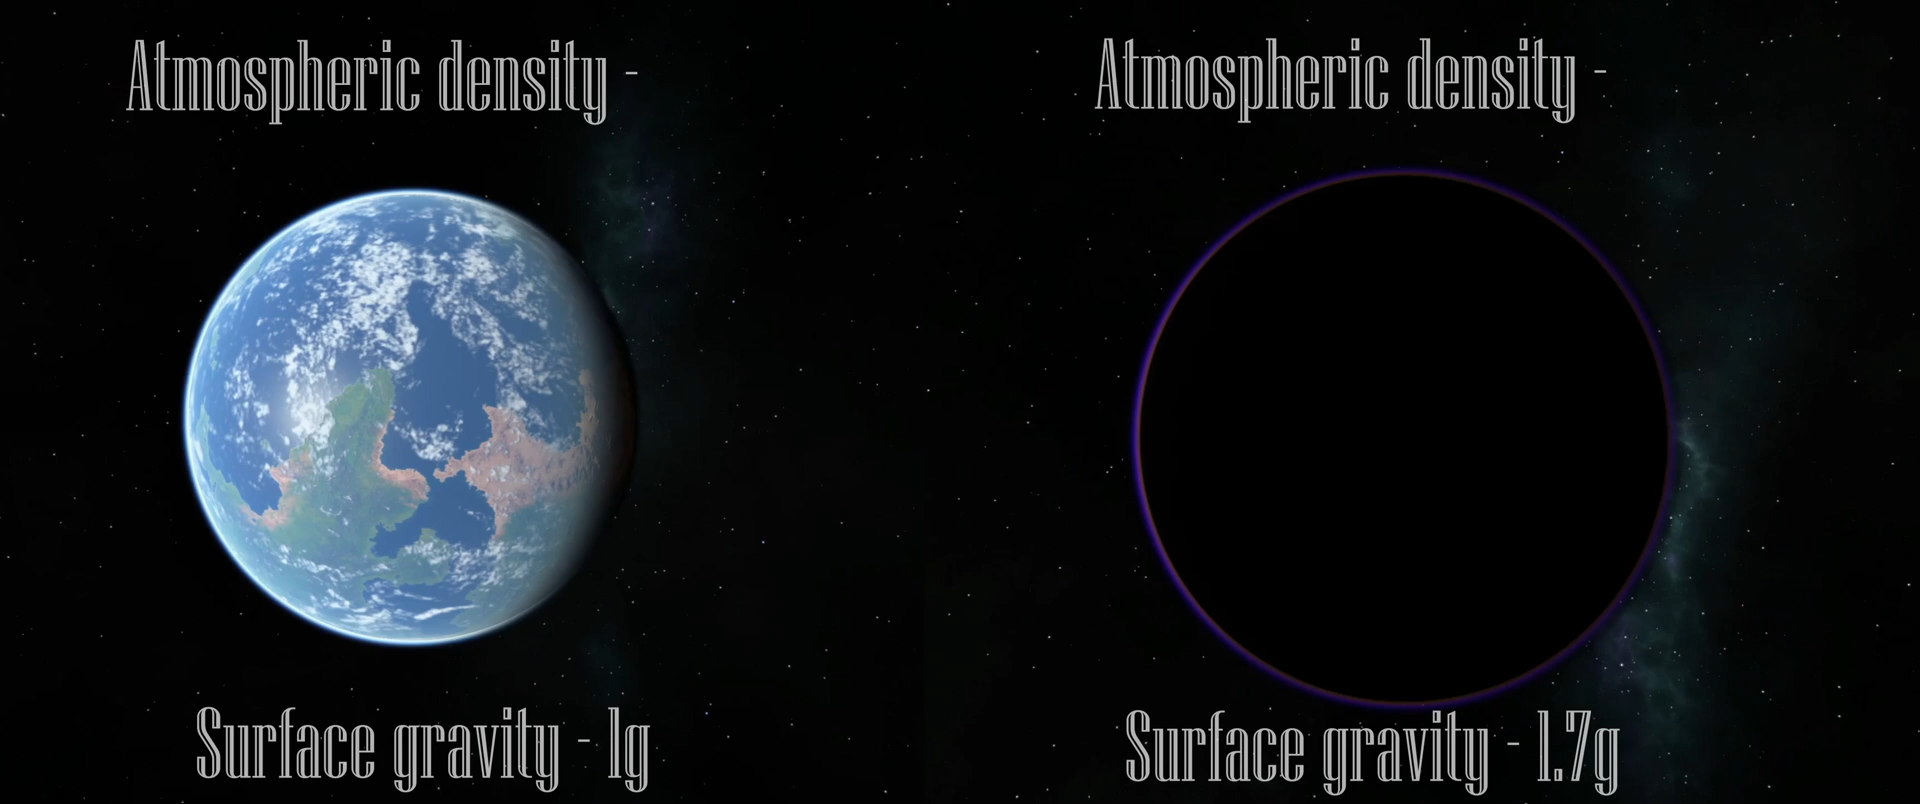 Atmospheric density -
Atmospheric density -
Surface gravity - 1g
Surface gravity - 1.7g